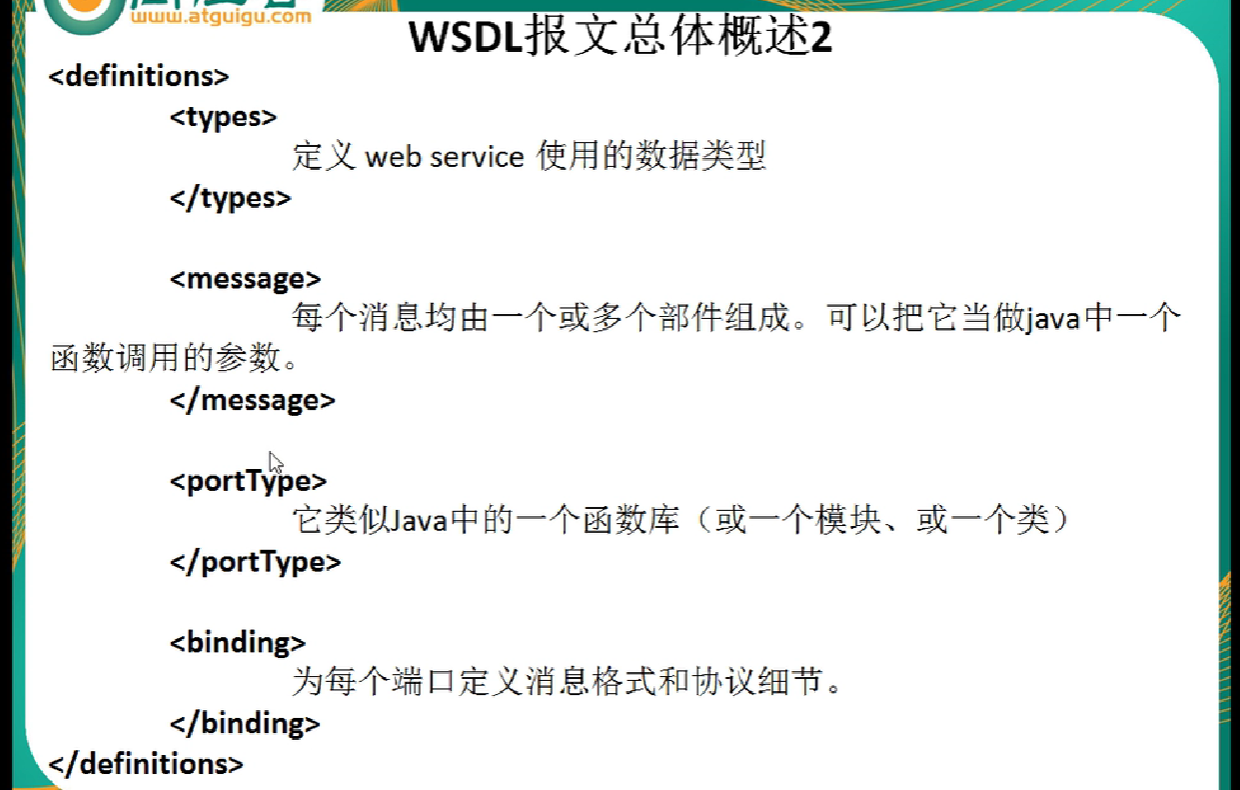 www.atguigu.com
WSDL报文总体概述2
<definitions>
<types>
定义 web service 使用的数据类型
</types>
<message>
每个消息均由一个或多个部件组成。可以把它当做java中一个
函数调用的参数。
</message>
<portType>
它类似Java中的一个函数库（或一个模块、或一个类）
</portType>
<binding>
为每个端口定义消息格式和协议细节。
</binding>
</definitions>